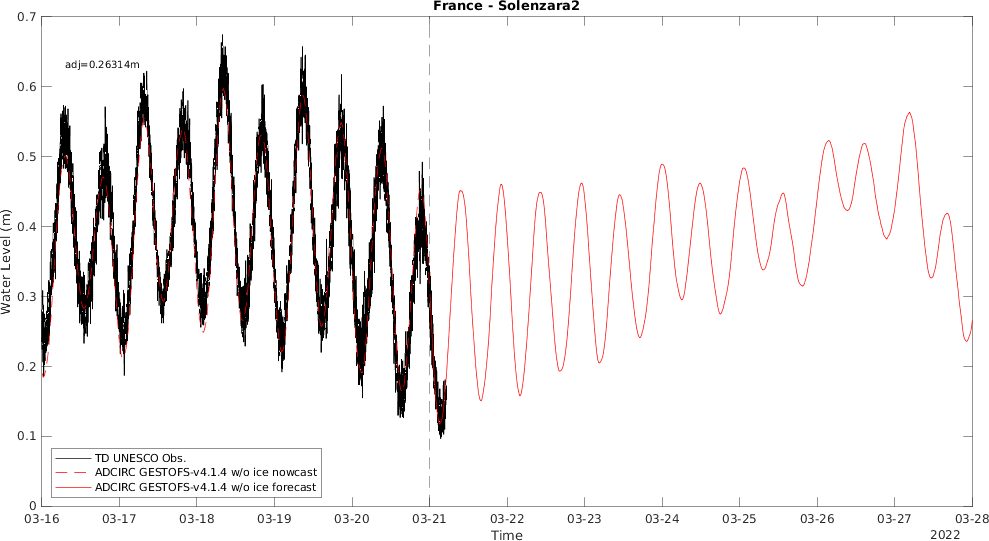 France - Solenzara2
adj=0.26314m
Water Level (m)
0.7
0.6
0.5
0.4
0.3
0.2
0.1
0
TD UNESCO Obs.
ADCIRC GESTOFS-v4.1.4 w/o ice nowcast
ADCIRC GESTOFS-v4.1.4 w/o ice forecast
03-16 03-17 03-18 03-19 03-20 03-21 03-22 03-23 03-24 03-25 03-26 03-27 03-28
Time
2022